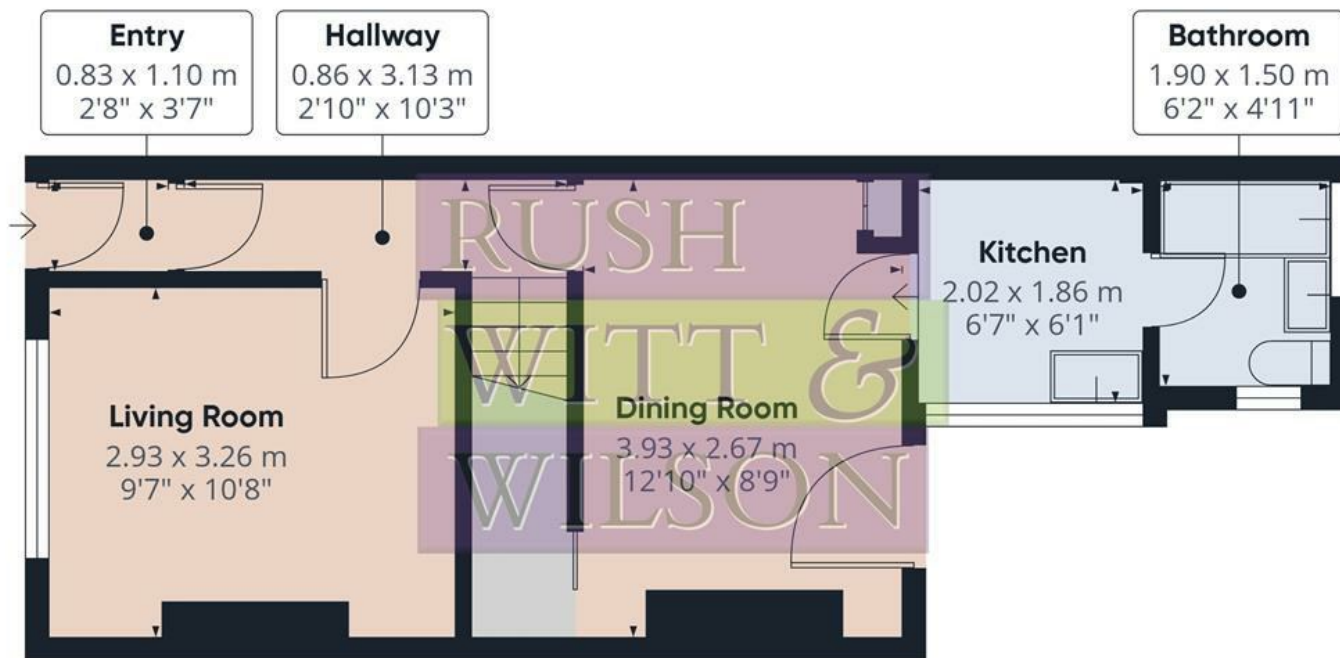 Entry
0.83 x 1.10 m
2'8" x 3'7"
Hallway
0.86 x 3.13 m
2'10" x 10'3"
Bathroom
1.90 x 1.50 m
6'2" x 4'11"
RUSH
WITT &
WILSON
Kitchen
2.02 x 1.86 m
6'7" x 6'1"
Living Room
2.93 x 3.26 m
9'7" x 10'8"
Dining Room
3.93 x 2.67 m
12'10" x 8'9"